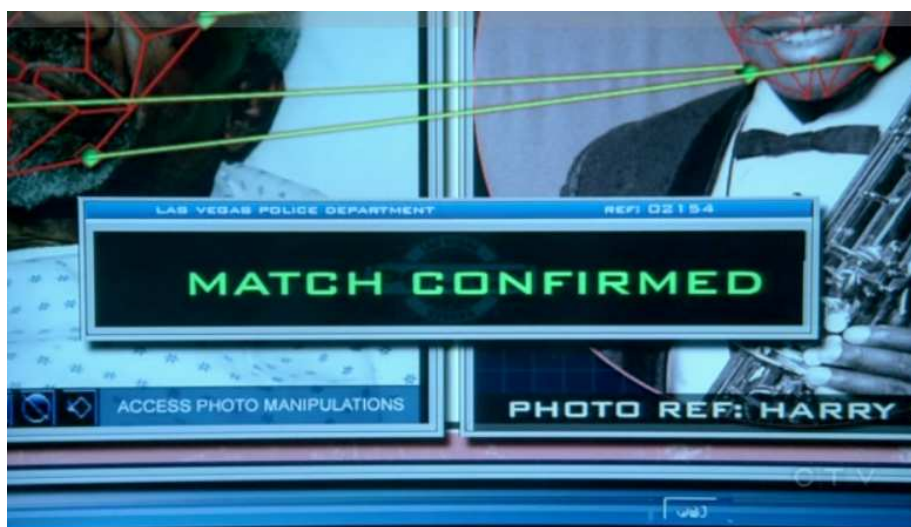 LAS VEGAS POLICE DEPARTMENT REF: 02154
MATCH CONFIRMED
ACCESS PHOTO MANIPULATIONS
PHOTO REF: HARRY
CTV